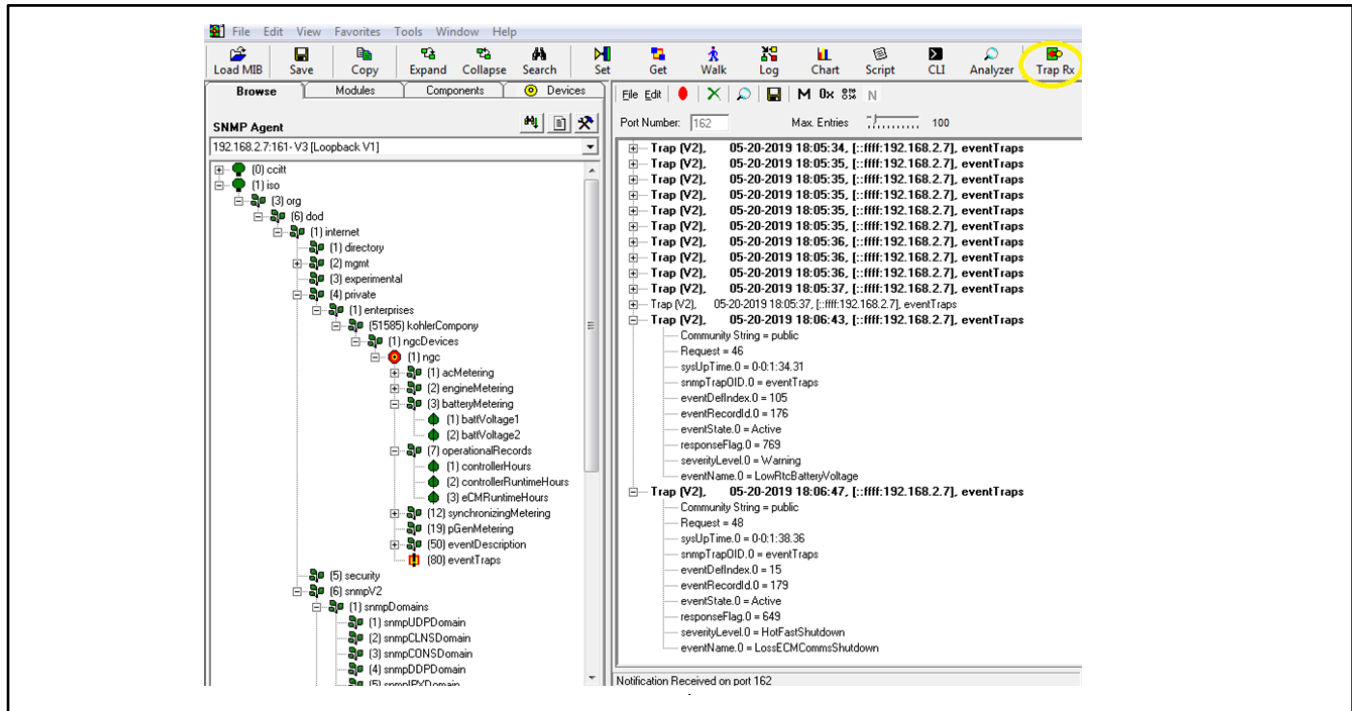 File Edit View Favorites Tools Window Help
Load MIB Save Copy Expand Collapse Search Set Get Walk Log Chart Script CLI Analyzer Trap Rx
Browse Modules Components Devices
SNMP Agent
192.168.2.7:161- V3 [Loopback V1]
(0) ccitt
(1) iso
(3) org
(6) dod
(1) internet
(1) directory
(2) mgmt
(3) experimental
(4) private
(1) enterprises
(51585) kohlerCompony
(1) ngcDevices
(1) ngc
(1) acMetering
(2) engineMetering
(3) batteryMetering
(1) battVoltage1
(2) battVoltage2
(7) operationalRecords
(1) controllerHours
(2) controllerRuntimeHours
(3) eCMRuntimeHours
(12) synchronizingMetering
(19) pGenMetering
(50) eventDescription
(80) eventTraps
(5) security
(6) snmpV2
(1) snmpDomains
(1) snmpUDPDomain
(2) snmpCLNSDomain
(3) snmpCONSDomain
(4) snmpDDPDomain
(5) snmpIPXDomain
File Edit M 0x N
Port Number: 162 Max. Entries 100
Trap (V2), 05-20-2019 18:05:34, [::ffff:192.168.2.7], eventTraps
Trap (V2), 05-20-2019 18:05:35, [::ffff:192.168.2.7], eventTraps
Trap (V2), 05-20-2019 18:05:35, [::ffff:192.168.2.7], eventTraps
Trap (V2), 05-20-2019 18:05:35, [::ffff:192.168.2.7], eventTraps
Trap (V2), 05-20-2019 18:05:35, [::ffff:192.168.2.7], eventTraps
Trap (V2), 05-20-2019 18:05:35, [::ffff:192.168.2.7], eventTraps
Trap (V2), 05-20-2019 18:05:36, [::ffff:192.168.2.7], eventTraps
Trap (V2), 05-20-2019 18:05:36, [::ffff:192.168.2.7], eventTraps
Trap (V2), 05-20-2019 18:05:36, [::ffff:192.168.2.7], eventTraps
Trap (V2), 05-20-2019 18:05:37, [::ffff:192.168.2.7], eventTraps
Trap (V2), 05-20-2019 18:05:37, [::ffff:192.168.2.7], eventTraps
Trap (V2), 05-20-2019 18:06:43, [::ffff:192.168.2.7], eventTraps
Community String = public
Request = 46
sysUpTime.0 = 0-0:1:34.31
snmpTrapOID.0 = eventTraps
eventDefIndex.0 = 105
eventRecordId.0 = 176
eventState.0 = Active
responseFlag.0 = 769
severityLevel.0 = Warning
eventName.0 = LowRtcBatteryVoltage
Trap (V2), 05-20-2019 18:06:47, [::ffff:192.168.2.7], eventTraps
Community String = public
Request = 48
sysUpTime.0 = 0-0:1:38.36
snmpTrapOID.0 = eventTraps
eventDefIndex.0 = 15
eventRecordId.0 = 179
eventState.0 = Active
responseFlag.0 = 649
severityLevel.0 = HotFastShutdown
eventName.0 = LossECMCommsShutdown
Notification Received on port 162